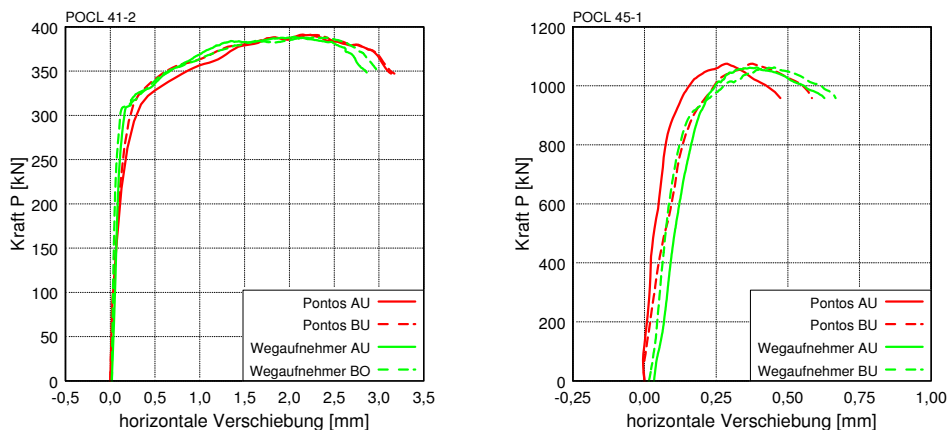 POCL 41-2
400
350
300
250
200
150
100
50
0
Kraft P [kN]
Pontos AU
Pontos BU
Wegaufnehmer AU
Wegaufnehmer BO
-0,5 0,0 0,5 1,0 1,5 2,0 2,5 3,0 3,5
horizontale Verschiebung [mm]
POCL 45-1
1200
1000
800
600
400
200
0
Kraft P [kN]
Pontos AU
Pontos BU
Wegaufnehmer AU
Wegaufnehmer BU
-0,25 0,00 0,25 0,50 0,75 1,00
horizontale Verschiebung [mm]